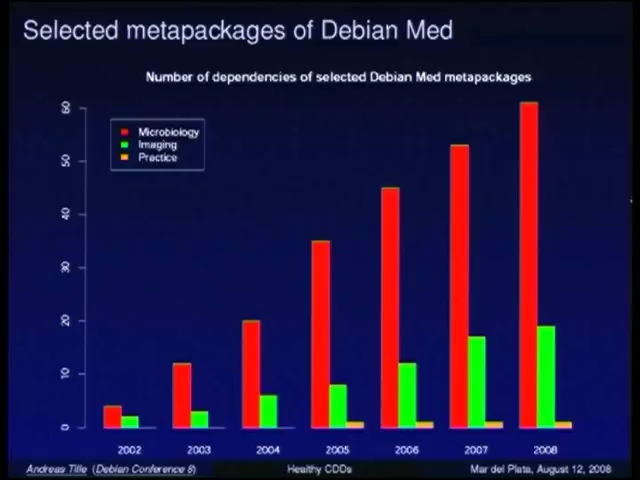 Selected metapackages of Debian Med
Number of dependencies of selected Debian Med metapackages
Microbiology
Imaging
Practice
60
50
40
30
20
10
0
2002 2003 2004 2005 2006 2007 2008
Andreas Tille (Debian Conference 8) Healthy CDDs Mar del Plata, August 12, 2008